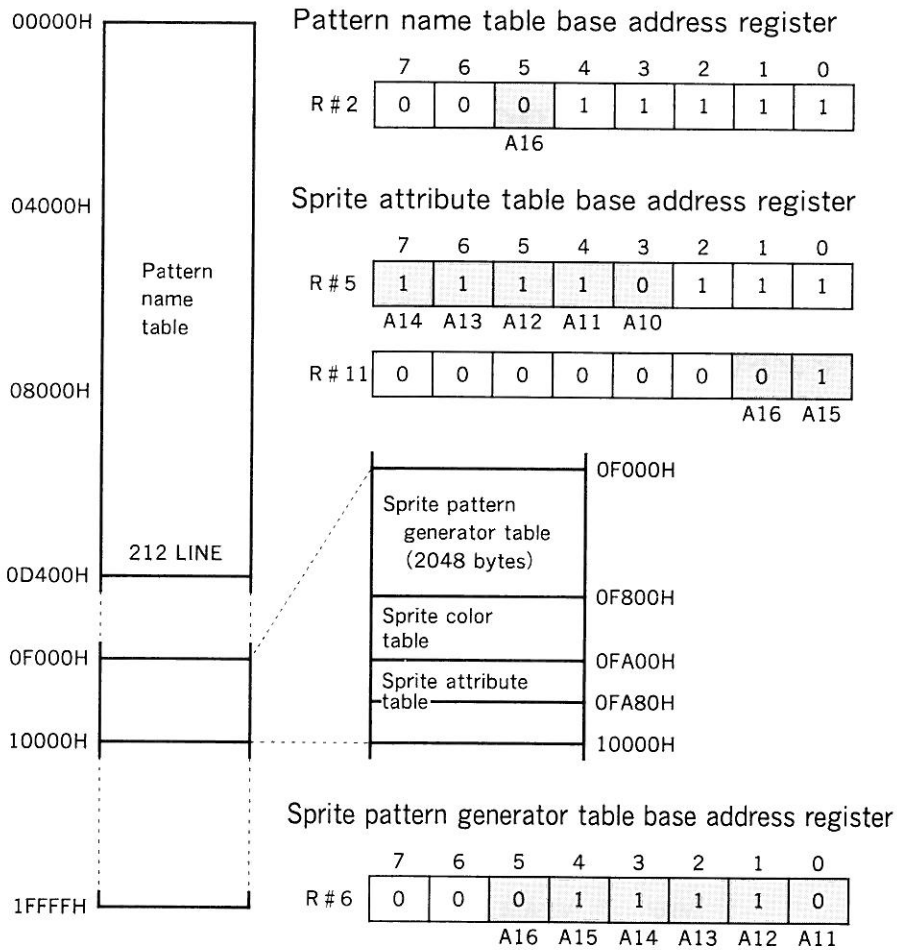 00000H
04000H
08000H
0D400H
0F000H
10000H
1FFFFH
Pattern
name
table
212 LINE
Pattern name table base address register
7 6 5 4 3 2 1 0
R#2 0 0 0 1 1 1 1 1
A16
Sprite attribute table base address register
7 6 5 4 3 2 1 0
R#5 1 1 1 1 0 1 1 1
A14 A13 A12 A11 A10
R#11 0 0 0 0 0 0 0 1
A16 A15
Sprite pattern
generator table
(2048 bytes)
Sprite color
table
Sprite attribute
table
0F000H
0F800H
0FA00H
0FA80H
10000H
Sprite pattern generator table base address register
7 6 5 4 3 2 1 0
R#6 0 0 0 1 1 1 1 0
A16 A15 A14 A13 A12 A11